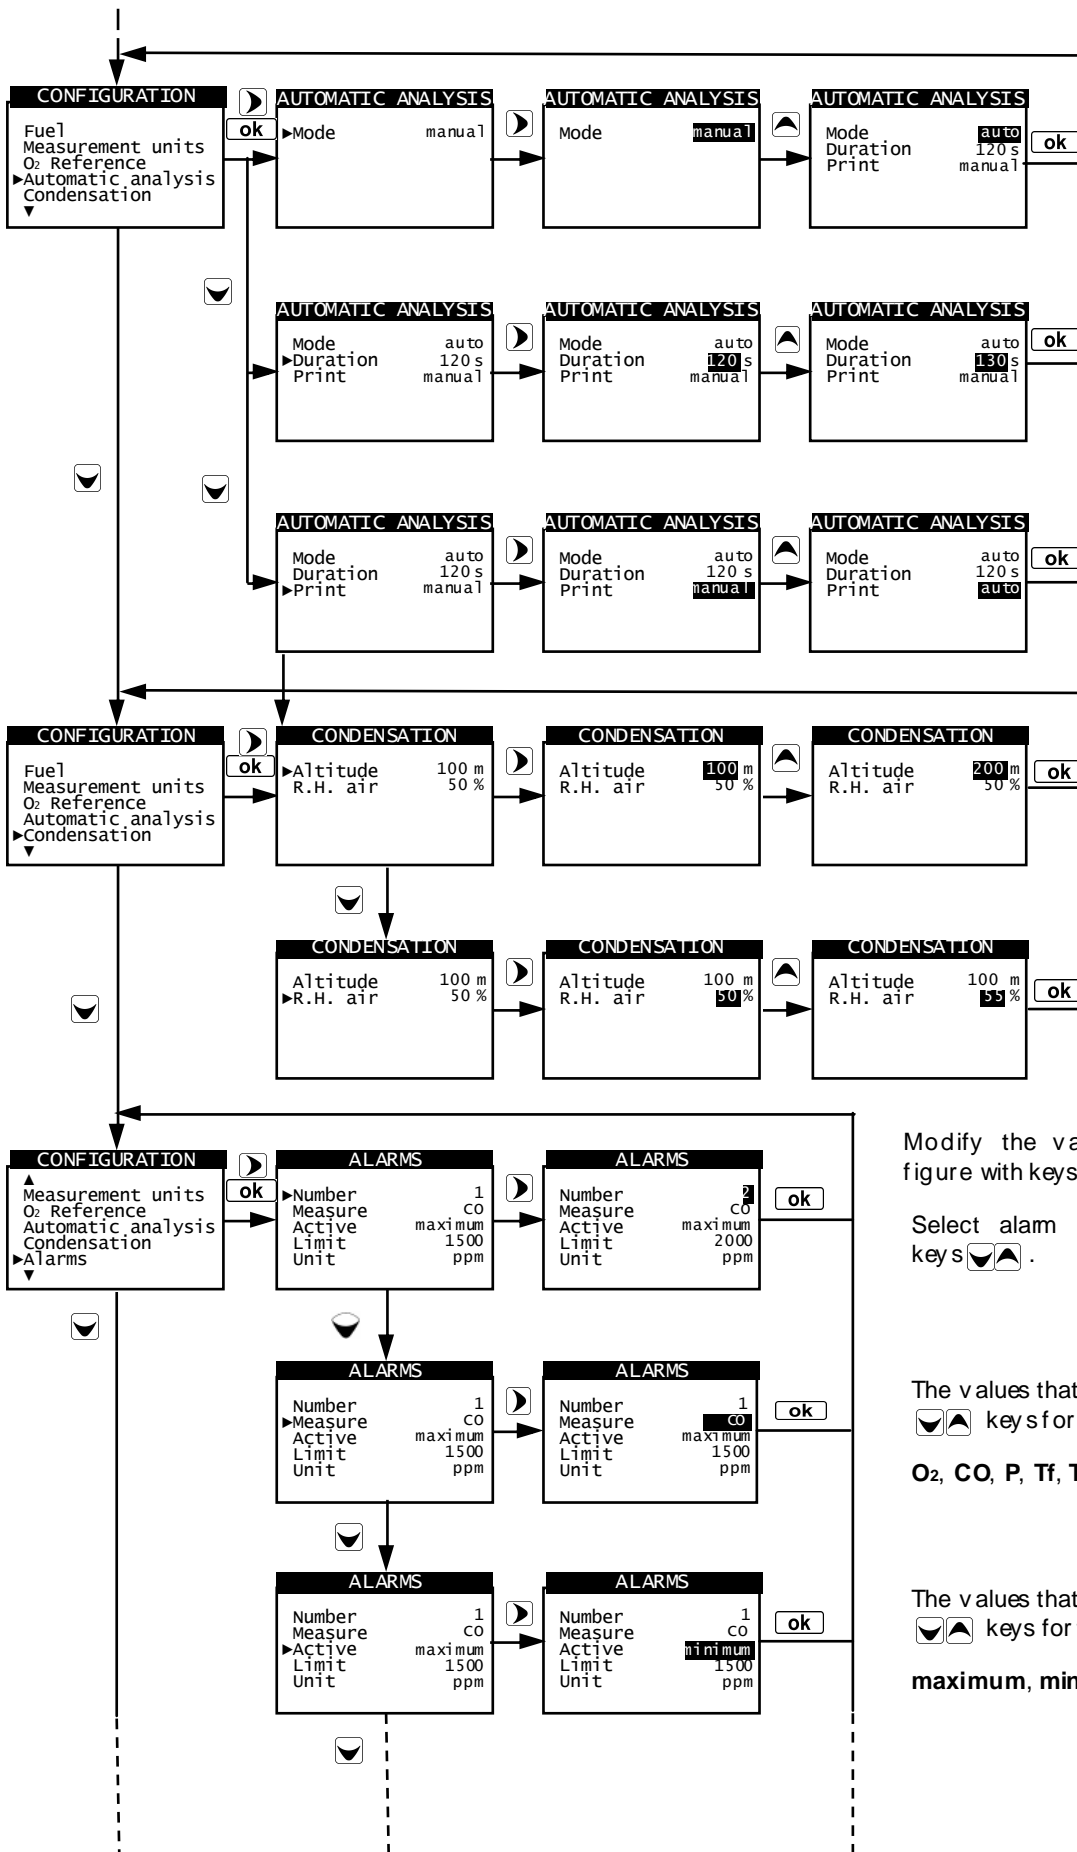 CONFIGURATION
Fuel
Measurement units
O2 Reference
►Automatic analysis
Condensation
▼
ok
AUTOMATIC ANALYSIS
►Mode manual
AUTOMATIC ANALYSIS
Mode manual
AUTOMATIC ANALYSIS
Mode auto
Duration 120 s
Print manual
ok
AUTOMATIC ANALYSIS
Mode auto
►Duration 120 s
Print manual
AUTOMATIC ANALYSIS
Mode auto
Duration 120 s
Print manual
AUTOMATIC ANALYSIS
Mode auto
Duration 130 s
Print manual
ok
AUTOMATIC ANALYSIS
Mode auto
Duration 120 s
►Print manual
AUTOMATIC ANALYSIS
Mode auto
Duration 120 s
Print manual
AUTOMATIC ANALYSIS
Mode auto
Duration 120 s
Print auto
ok
CONFIGURATION
Fuel
Measurement units
O2 Reference
Automatic analysis
►Condensation
▼
ok
CONDENSATION
►Altitude 100 m
R.H. air 50 %
CONDENSATION
Altitude 100 m
R.H. air 50 %
CONDENSATION
Altitude 200 m
R.H. air 50 %
ok
CONDENSATION
Altitude 100 m
►R.H. air 50 %
CONDENSATION
Altitude 100 m
R.H. air 50 %
CONDENSATION
Altitude 100 m
R.H. air 55 %
ok
CONFIGURATION
▲
Measurement units
O2 Reference
Automatic analysis
Condensation
►Alarms
▼
ok
ALARMS
►Number 1
Measure CO
Active maximum
Limit 1500
Unit ppm
ALARMS
Number 2
Measure CO
Active maximum
Limit 2000
Unit ppm
ok
Modify the va
figure with keys
Select alarm
keys .
ALARMS
Number 1
►Measure CO
Active maximum
Limit 1500
Unit ppm
ALARMS
Number 1
Measure CO
Active maximum
Limit 1500
Unit ppm
ok
The values that
keys for
O2, CO, P, Tf, T
ALARMS
Number 1
Measure CO
►Active maximum
Limit 1500
Unit ppm
ALARMS
Number 1
Measure CO
Active minimum
Limit 1500
Unit ppm
ok
The values that
keys for
maximum, min